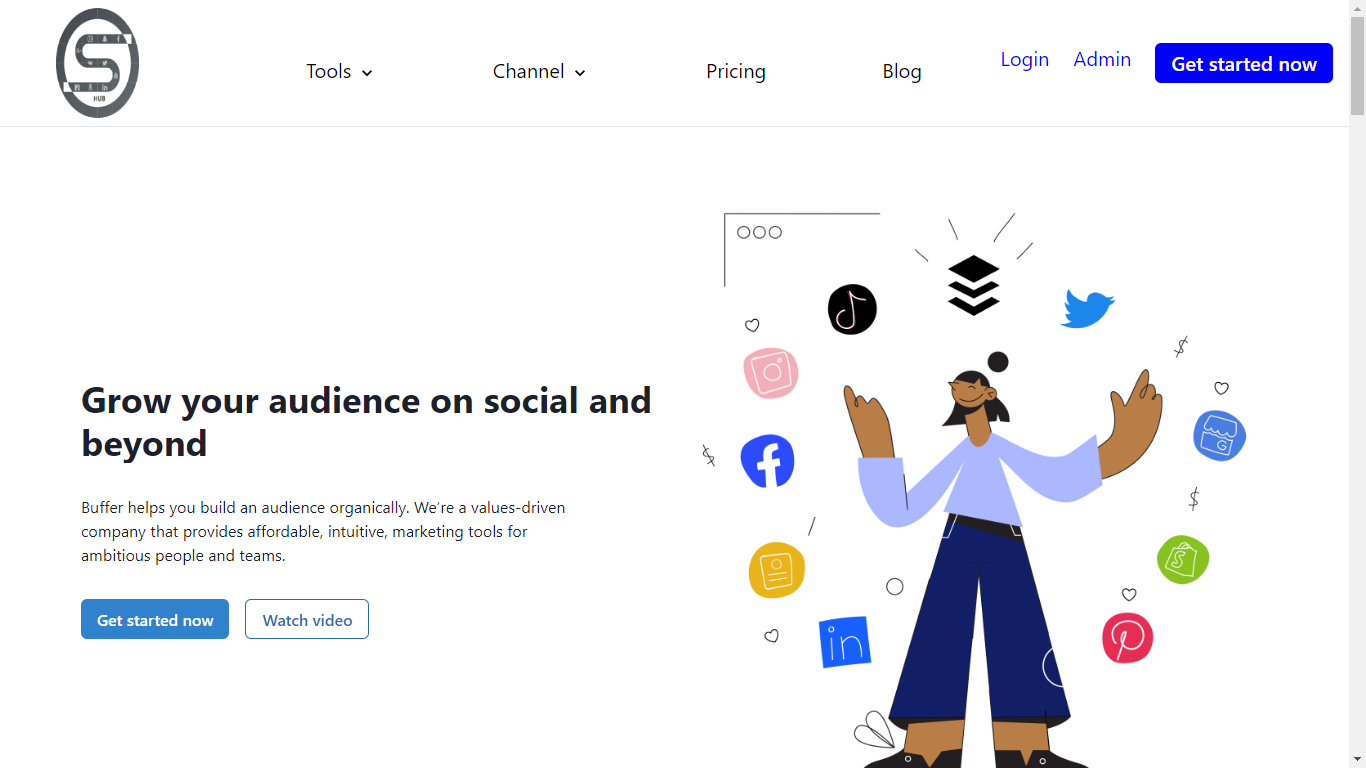 HUB
Tools
Channel
Pricing
Blog
Login
Admin
Get started now
Grow your audience on social and
beyond
Buffer helps you build an audience organically. We’re a values-driven
company that provides affordable, intuitive, marketing tools for
ambitious people and teams.
Get started now
Watch video
in
G
S